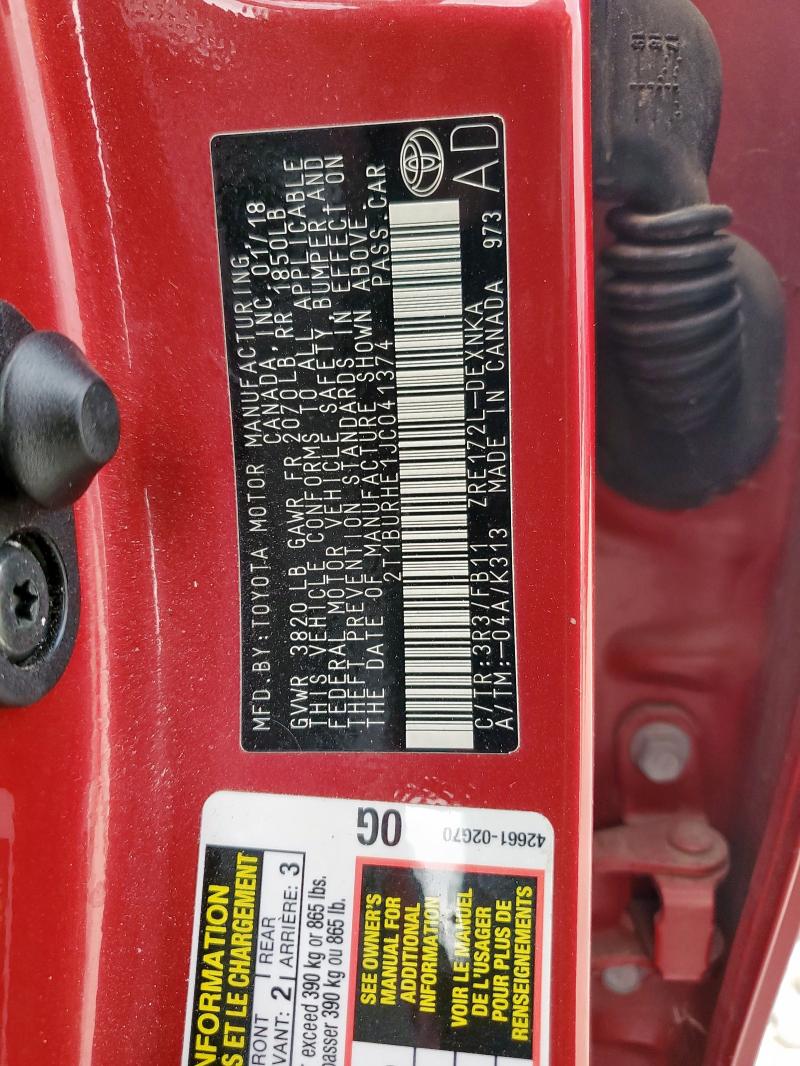 MFD.BY:TOYOTA MOTOR MANUFACTURING,
CANADA, INC.01/18
GVWR 3820 LB GAWR FR 2070LB,RR 1850LB
THIS VEHICLE CONFORMS TO ALL APPLICABLE
FEDERAL MOTOR VEHICLE SAFETY, BUMPER,AND
THEFT PREVENTION STANDARDS IN EFFECT ON
THE DATE OF MANUFACTURE SHOWN ABOVE.
2T1BURHE1JC041374 PASS.CAR
C/TR:3R3/FB11 ZRE172L-DEXNKA
A/TM:-04A/K313 MADE IN CANADA 973
AD
0G
42661-02G70
NFORMATION
S ET LE CHARGEMENT
FRONT REAR
VANT: 2 ARRIÈRE: 3
exceed 390 kg or 865 lbs.
passer 390 kg ou 865 lb.
SEE OWNER'S
MANUAL FOR
ADDITIONAL
INFORMATION
VOIR LE MANUEL
DE L'USAGER
POUR PLUS DE
RENSEIGNEMENTS